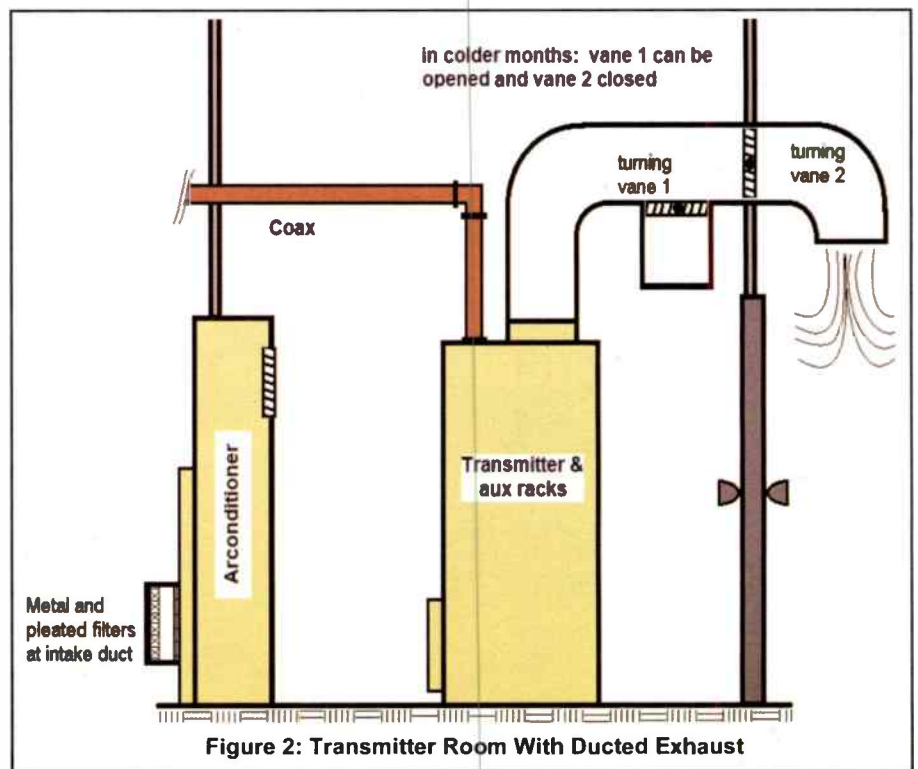 in colder months: vane 1 can be
opened and vane 2 closed
turning
vane 1
turning
vane 2
Coax
Arconditioner
Transmitter &
aux racks
Metal and
pleated filters
at intake duct
Figure 2: Transmitter Room With Ducted Exhaust